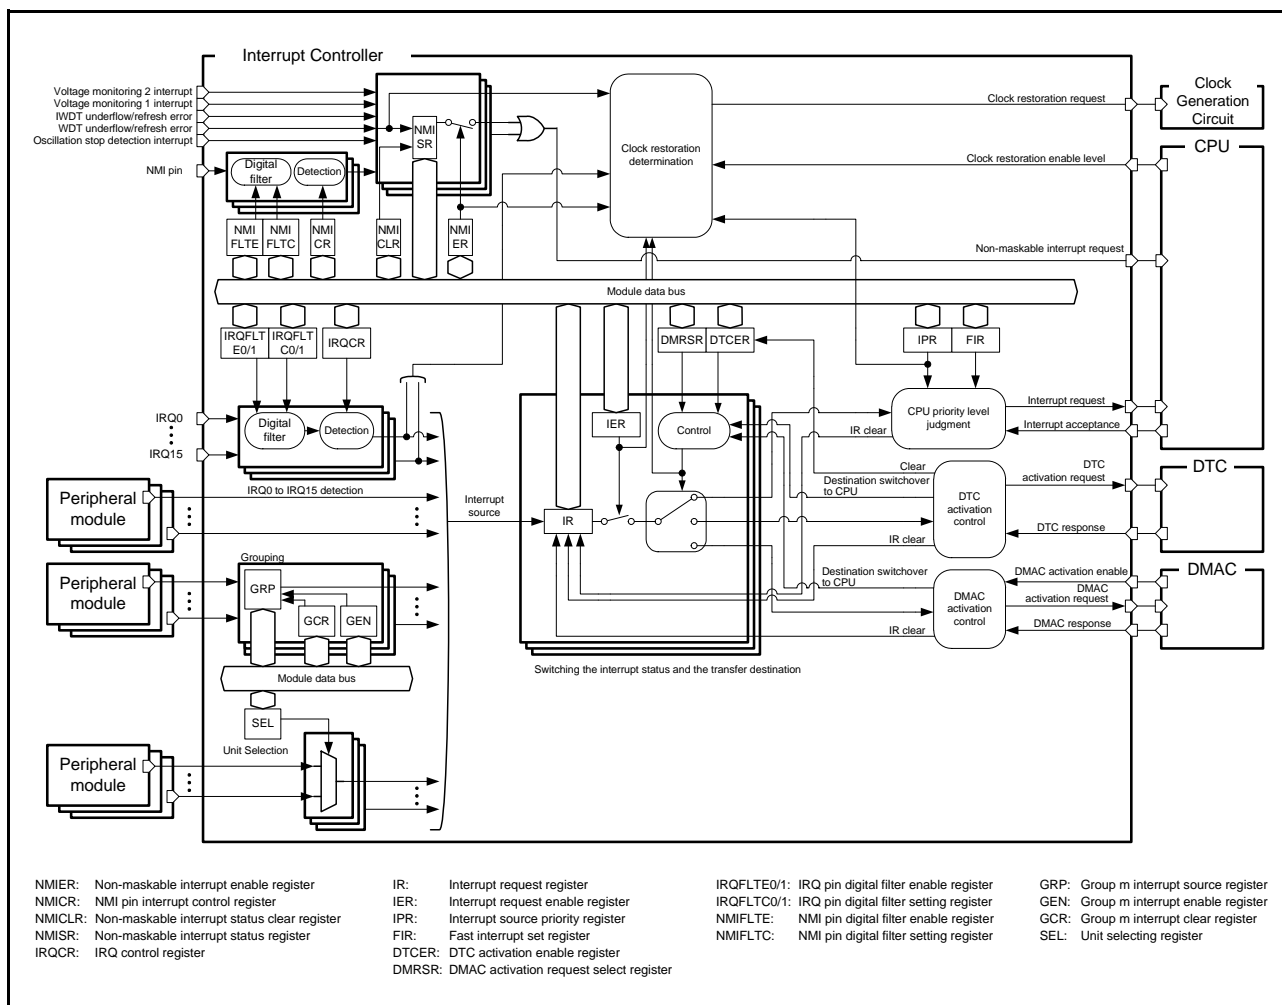 Interrupt Controller
Voltage monitoring 2 interrupt
Voltage monitoring 1 interrupt
IWDT underflow/refresh error
WDT underflow/refresh error
Oscillation stop detection interrupt
NMI pin
Digital
filter
Detection
NMI
SR
NMI
FLTE
NMI
FLTC
NMI
CR
NMI
CLR
NMI
ER
Clock restoration
determination
Clock restoration request
Clock restoration enable level
Non-maskable interrupt request
Clock
Generation
Circuit
CPU
Module data bus
IRQFLT
E0/1
IRQFLT
C0/1
IRQCR
DMRSR
DTCER
IPR
FIR
IRQ0
IRQ15
Digital
filter
Detection
IER
Control
CPU priority level
judgment
Interrupt request
Interrupt acceptance
IR clear
Clear
Destination switchover
to CPU
DTC
activation request
DTC
DTC
activation
control
DTC response
IR clear
Peripheral
module
IRQ0 to IRQ15 detection
Interrupt
source
IR
Grouping
Peripheral
module
GRP
GCR
GEN
Destination switchover
to CPU
DMAC activation enable
DMAC
activation request
DMAC
DMAC
activation
control
DMAC response
IR clear
Switching the interrupt status and the transfer destination
Module data bus
SEL
Unit Selection
Peripheral
module
NMIER: Non-maskable interrupt enable register
NMICR: NMI pin interrupt control register
NMICLR: Non-maskable interrupt status clear register
NMISR: Non-maskable interrupt status register
IRQCR: IRQ control register
IR: Interrupt request register
IER: Interrupt request enable register
IPR: Interrupt source priority register
FIR: Fast interrupt set register
DTCER: DTC activation enable register
DMRSR: DMAC activation request select register
IRQFLTE0/1: IRQ pin digital filter enable register
IRQFLTC0/1: IRQ pin digital filter setting register
NMIFLTE: NMI pin digital filter enable register
NMIFLTC: NMI pin digital filter setting register
GRP: Group m interrupt source register
GEN: Group m interrupt enable register
GCR: Group m interrupt clear register
SEL: Unit selecting register